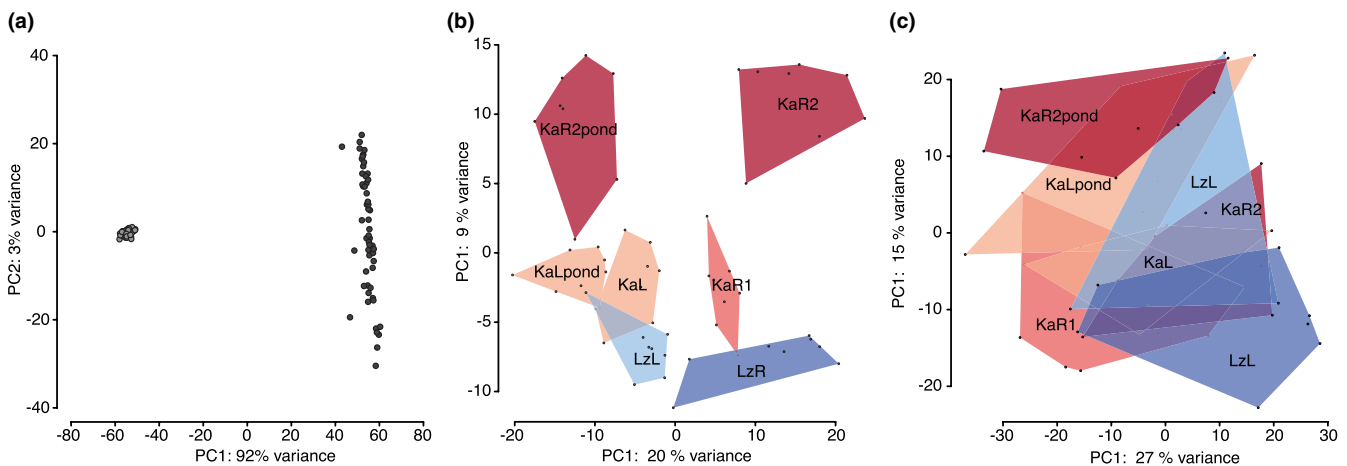 (a)
40
20
0
-20
-40
PC2: 3% variance
-80
-60
-40
-20
0
20
40
60
80
PC1: 92% variance
(b)
15
10
5
0
-5
-10
PC1: 9 % variance
KaR2pond
KaR2
KaLpond
KaL
KaR1
LzL
LzR
-20
-10
0
10
20
PC1: 20 % variance
(c)
20
10
0
-10
-20
PC1: 15 % variance
KaR2pond
KaLpond
LzL
KaR2
KaL
KaR1
LzL
-30
-20
-10
0
10
20
30
PC1: 27 % variance